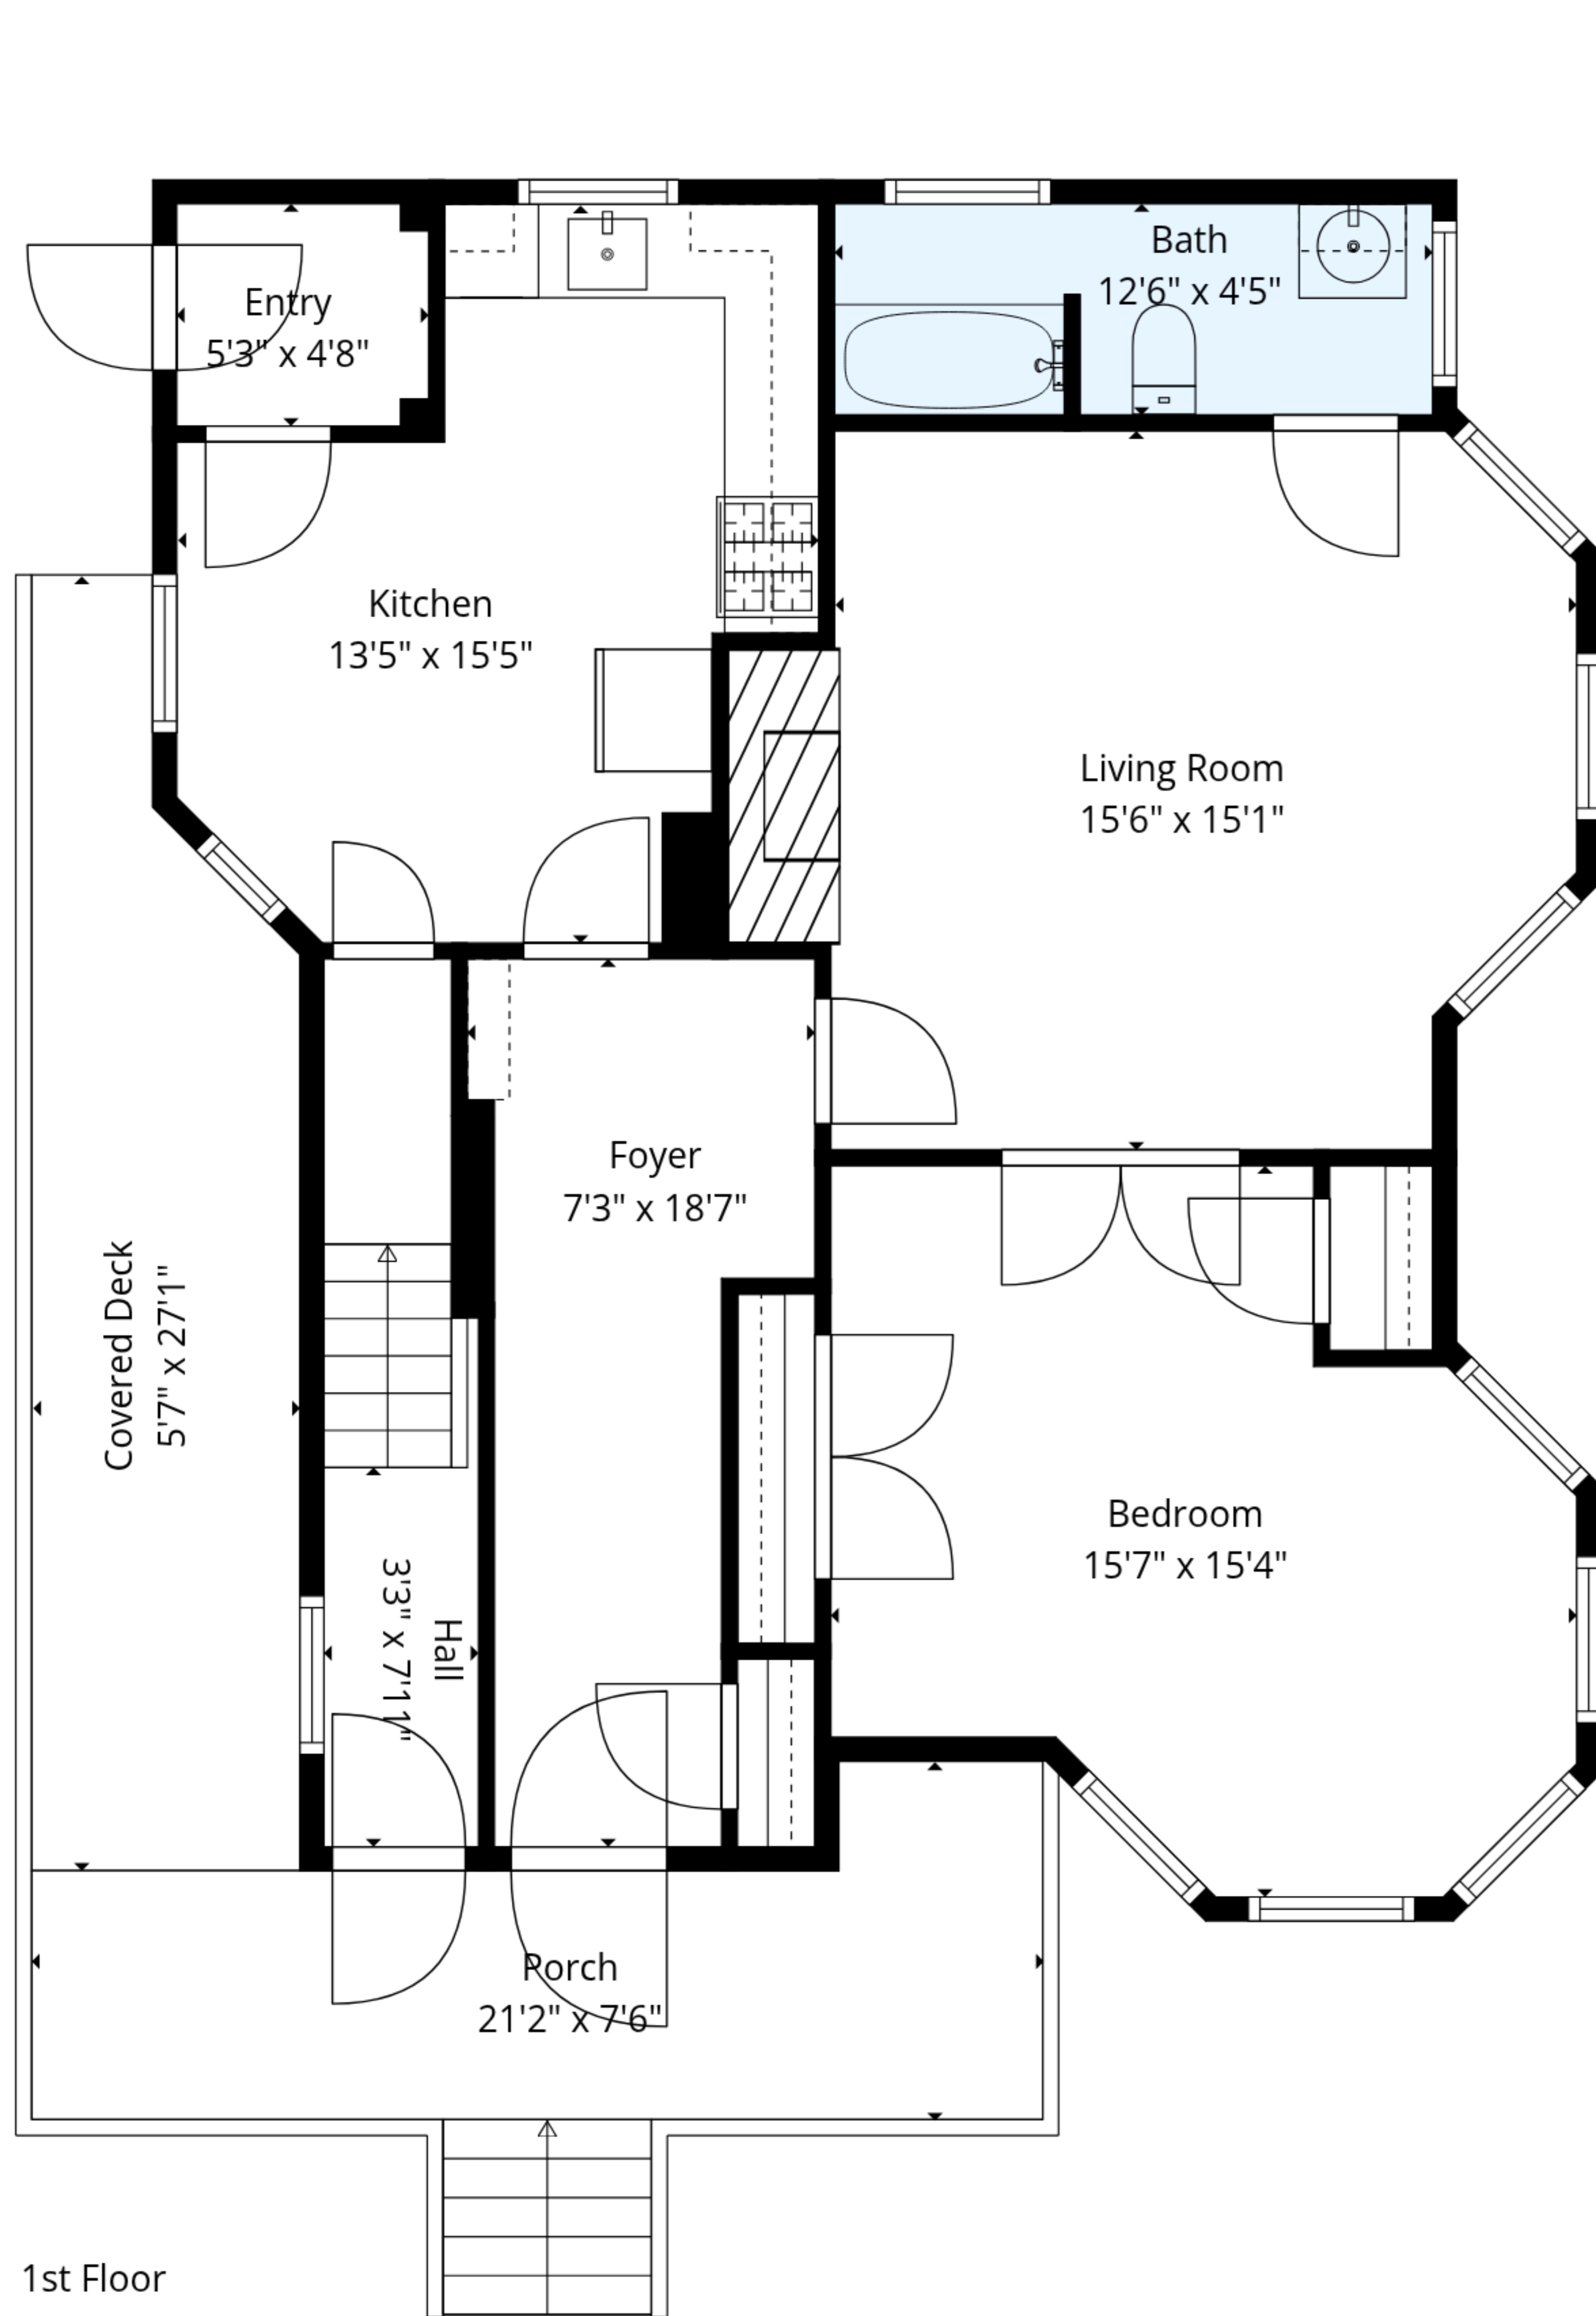 Bath
12'6" x 4'5"
Entry
5'3" x 4'8"
Kitchen
13'5" x 15'5"
Living Room
15'6" x 15'1"
Foyer
7'3" x 18'7"
Covered Deck
5'7" x 27'1"
Bedroom
15'7" x 15'4"
Hall
3'3" x 7'11"
Porch
21'2" x 7'6"
1st Floor